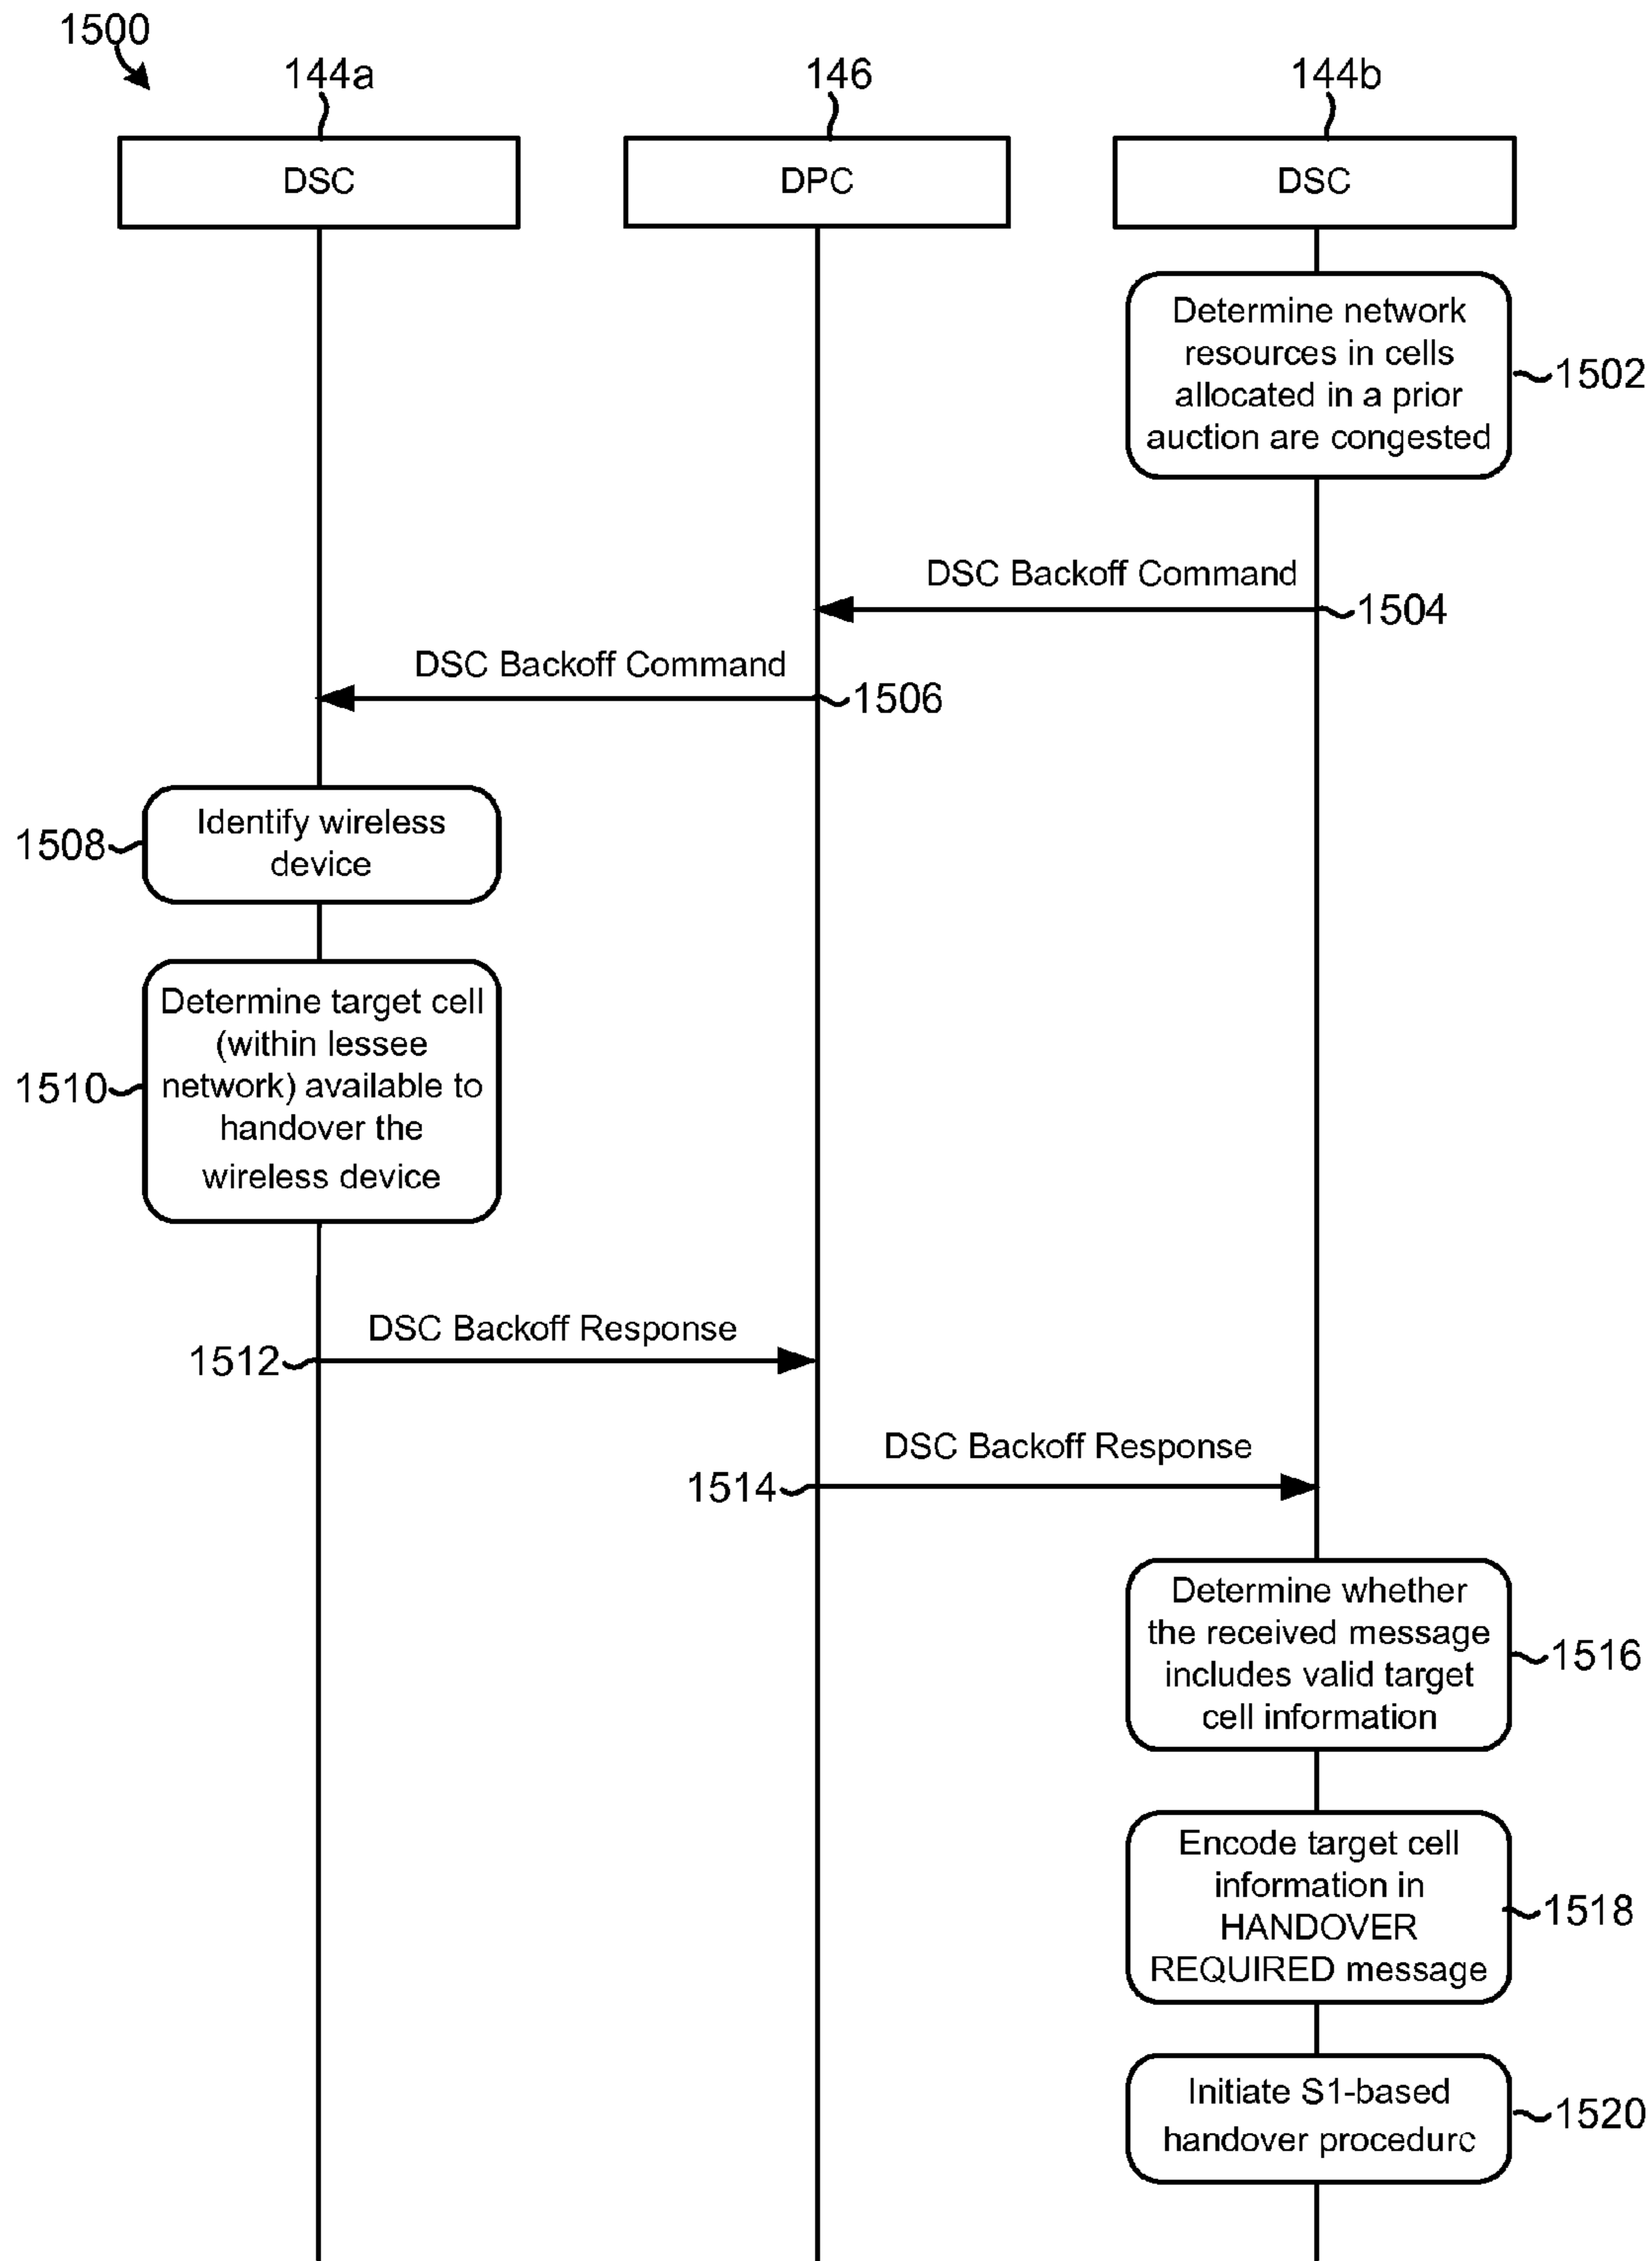 1500
144a
146
144b
DSC
DPC
DSC
Determine network
resources in cells
allocated in a prior
auction are congested
1502
DSC Backoff Command
1504
DSC Backoff Command
1506
Identify wireless
device
1508
Determine target cell
(within lessee
network) available to
handover the
wireless device
1510
DSC Backoff Response
1512
DSC Backoff Response
1514
Determine whether
the received message
includes valid target
cell information
1516
Encode target cell
information in
HANDOVER
REQUIRED message
1518
Initiate S1-based
handover procedure
1520